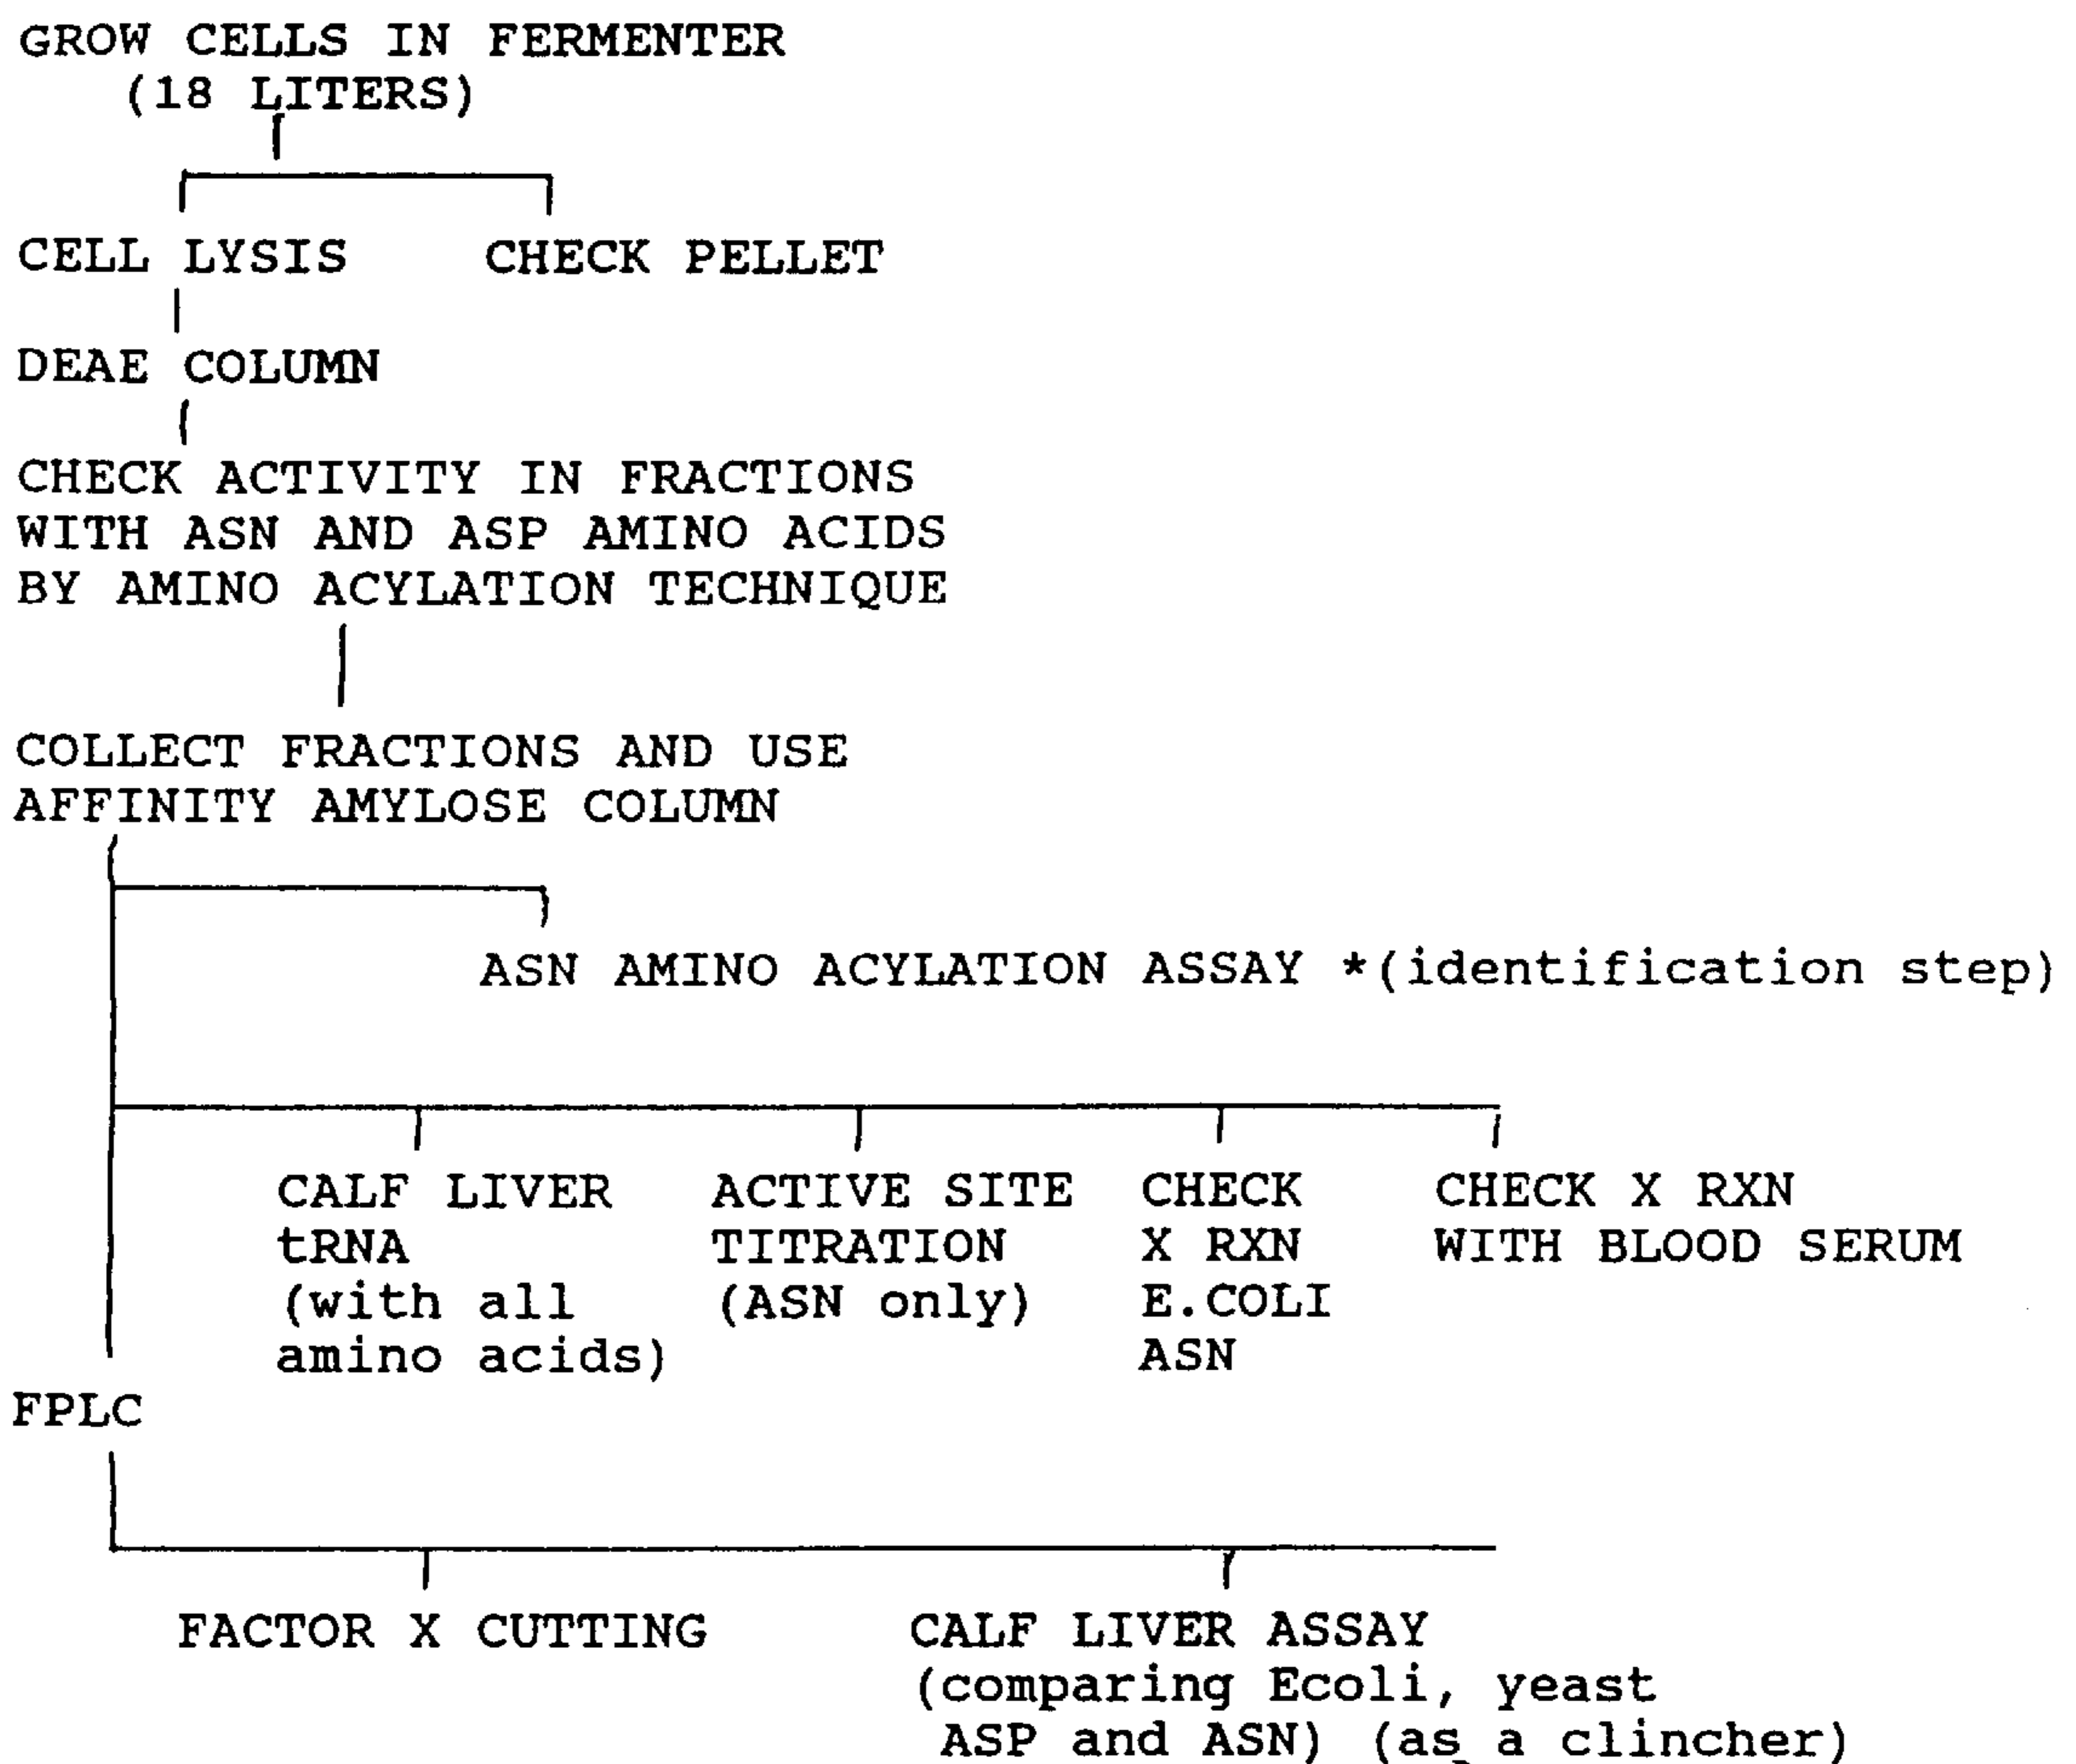 GROW CELLS IN FERMENTER
(18 LITERS)
CELL LYSIS
CHECK PELLET
DEAE COLUMN
CHECK ACTIVITY IN FRACTIONS
WITH ASN AND ASP AMINO ACIDS
BY AMINO ACYLATION TECHNIQUE
COLLECT FRACTIONS AND USE
AFFINITY AMYLOSE COLUMN
ASN AMINO ACYLATION ASSAY *(identification step)
CALF LIVER
tRNA
(with all
amino acids)
ACTIVE SITE
TITRATION
(ASN only)
CHECK
X RXN
E.COLI
ASN
CHECK X RXN
WITH BLOOD SERUM
FPLC
FACTOR X CUTTING
CALF LIVER ASSAY
(comparing Ecoli, yeast
ASP and ASN) (as a clincher)